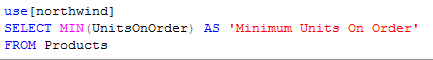 use[northwind]
SELECT MIN(UnitsOnOrder) AS 'Minimum Units On Order'
FROM Products